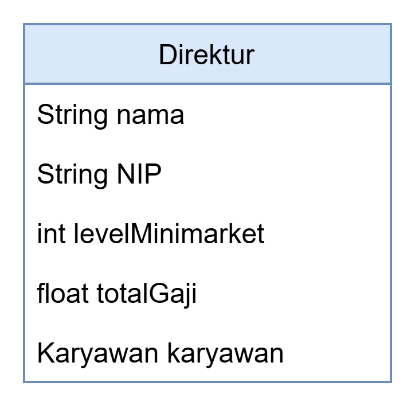 Direktur
String nama
String NIP
int levelMinimarket
float totalGaji
Karyawan karyawan